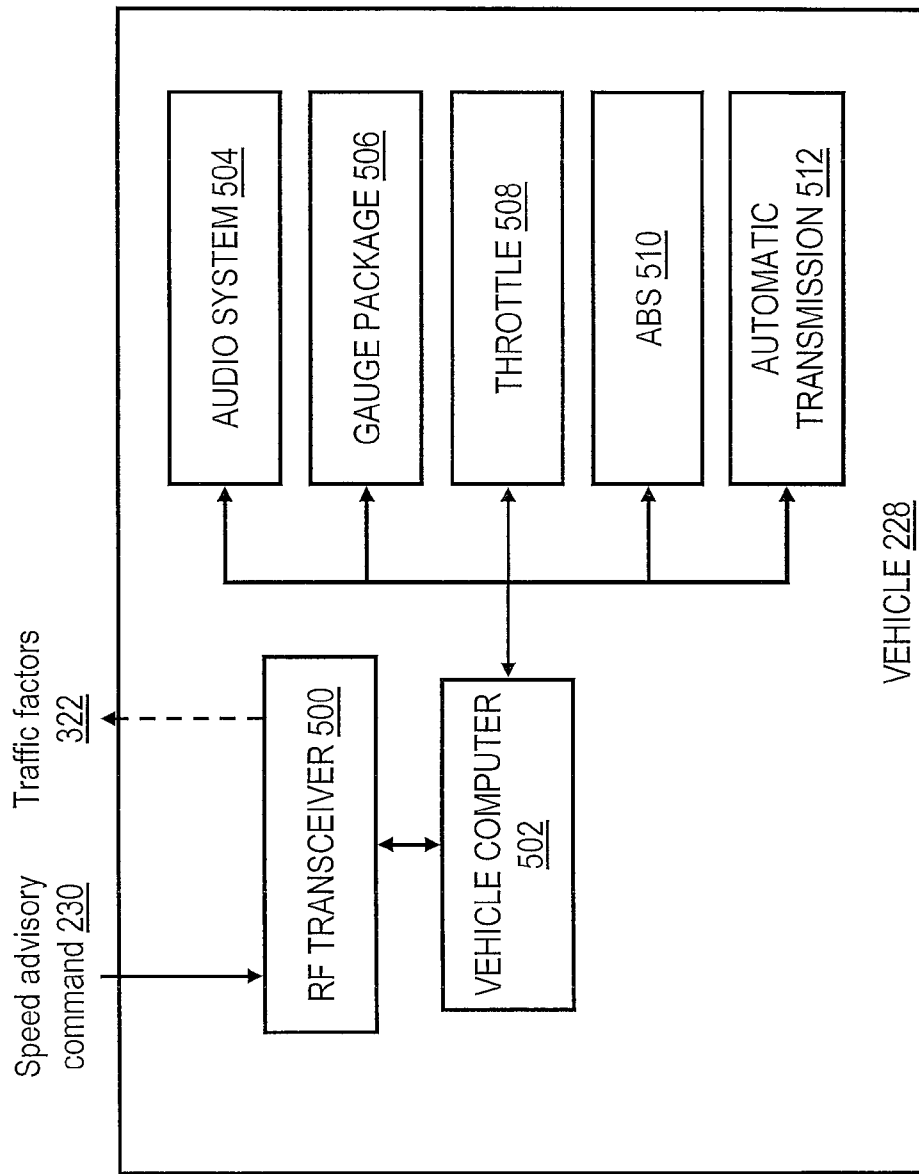 Speed advisory
command 230
Traffic factors
322
RF TRANSCEIVER 500
VEHICLE COMPUTER
502
AUDIO SYSTEM 504
GAUGE PACKAGE 506
THROTTLE 508
ABS 510
AUTOMATIC
TRANSMISSION 512
VEHICLE 228